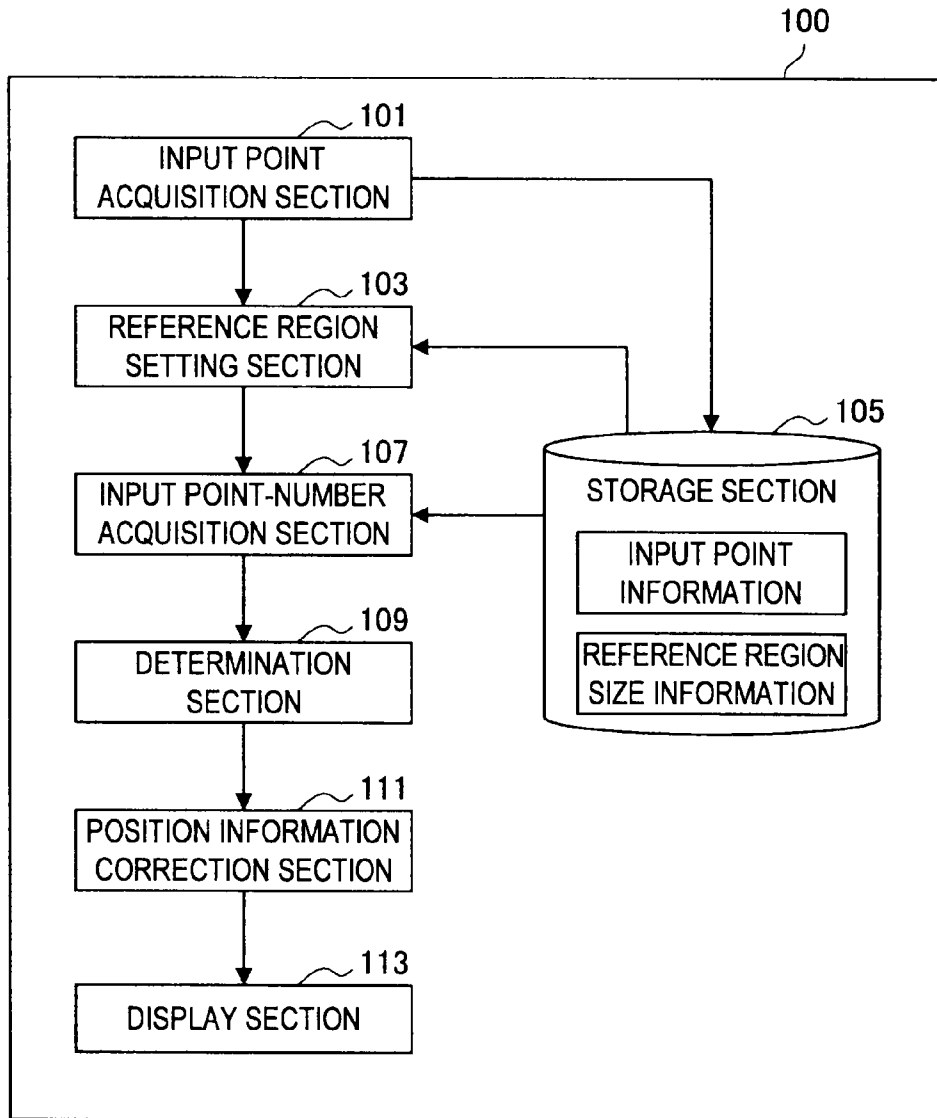 100
101
INPUT POINT
ACQUISITION SECTION
103
REFERENCE REGION
SETTING SECTION
105
STORAGE SECTION
INPUT POINT
INFORMATION
REFERENCE REGION
SIZE INFORMATION
107
INPUT POINT-NUMBER
ACQUISITION SECTION
109
DETERMINATION
SECTION
111
POSITION INFORMATION
CORRECTION SECTION
113
DISPLAY SECTION